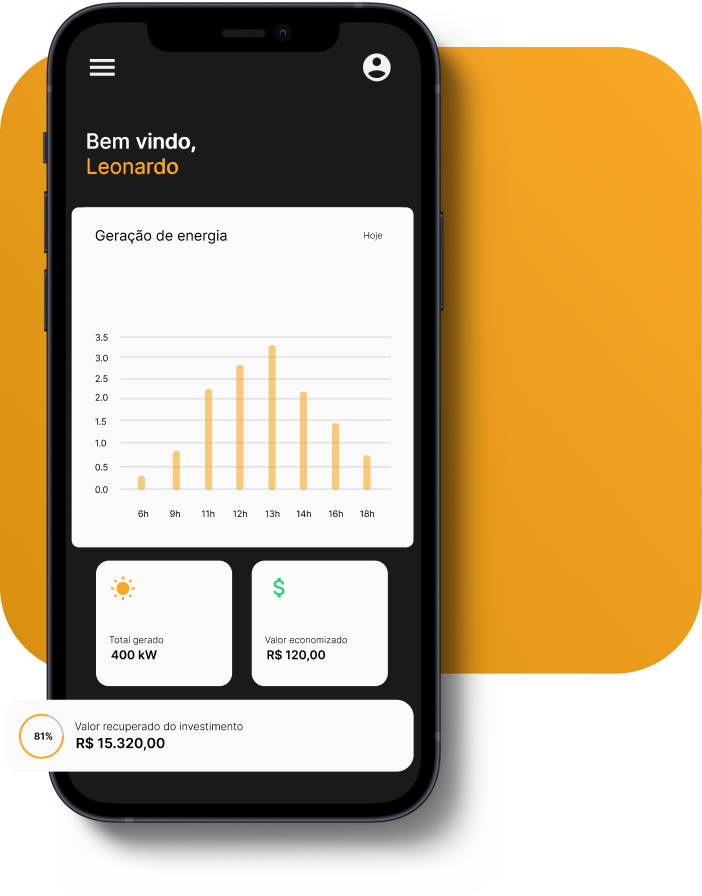 Bem vindo,
Leonardo
Geração de energia
Hoje
3.5
3.0
2.5
2.0
1.5
1.0
0.5
0.0
6h 9h 11h 12h 13h 14h 16h 18h
Total gerado
400 kW
$
Valor economizado
R$ 120,00
81%
Valor recuperado do investimento
R$ 15.320,00